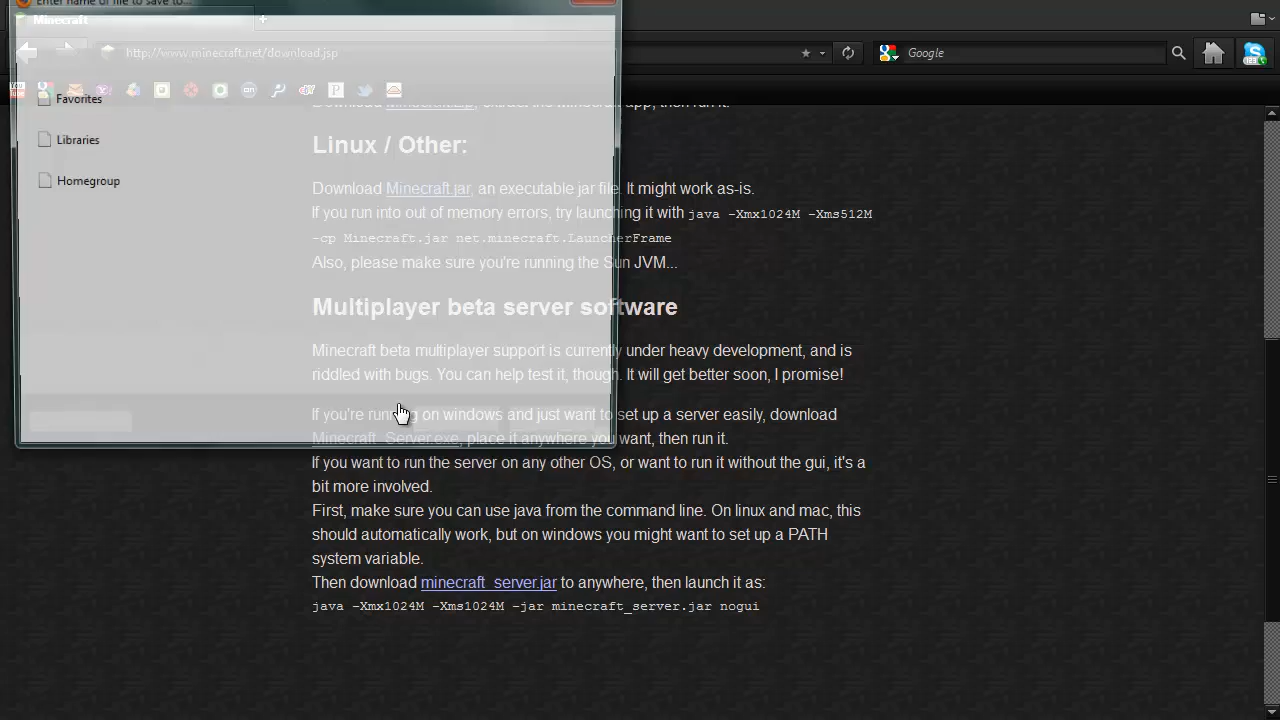 Enter name of file to save to...
Minecraft
+
http://www.minecraft.net/download.jsp
Google
You
Favorites
Libraries
Homegroup
Download Minecraft.zip, extract the minecraft app, then run it.
Linux / Other:
Download Minecraft.jar, an executable jar file. It might work as-is.
If you run into out of memory errors, try launching it with java -Xmx1024M -Xms512M
-cp Minecraft.jar net.minecraft.LauncherFrame
Also, please make sure you're running the Sun JVM...
Multiplayer beta server software
Minecraft beta multiplayer support is currently under heavy development, and is
riddled with bugs. You can help test it, though. It will get better soon, I promise!
If you're running on windows and just want to set up a server easily, download
Minecraft_Server.exe, place it anywhere you want, then run it.
If you want to run the server on any other OS, or want to run it without the gui, it's a
bit more involved.
First, make sure you can use java from the command line. On linux and mac, this
should automatically work, but on windows you might want to set up a PATH
system variable.
Then download minecraft_server.jar to anywhere, then launch it as:
java -Xmx1024M -Xms1024M -jar minecraft_server.jar nogui